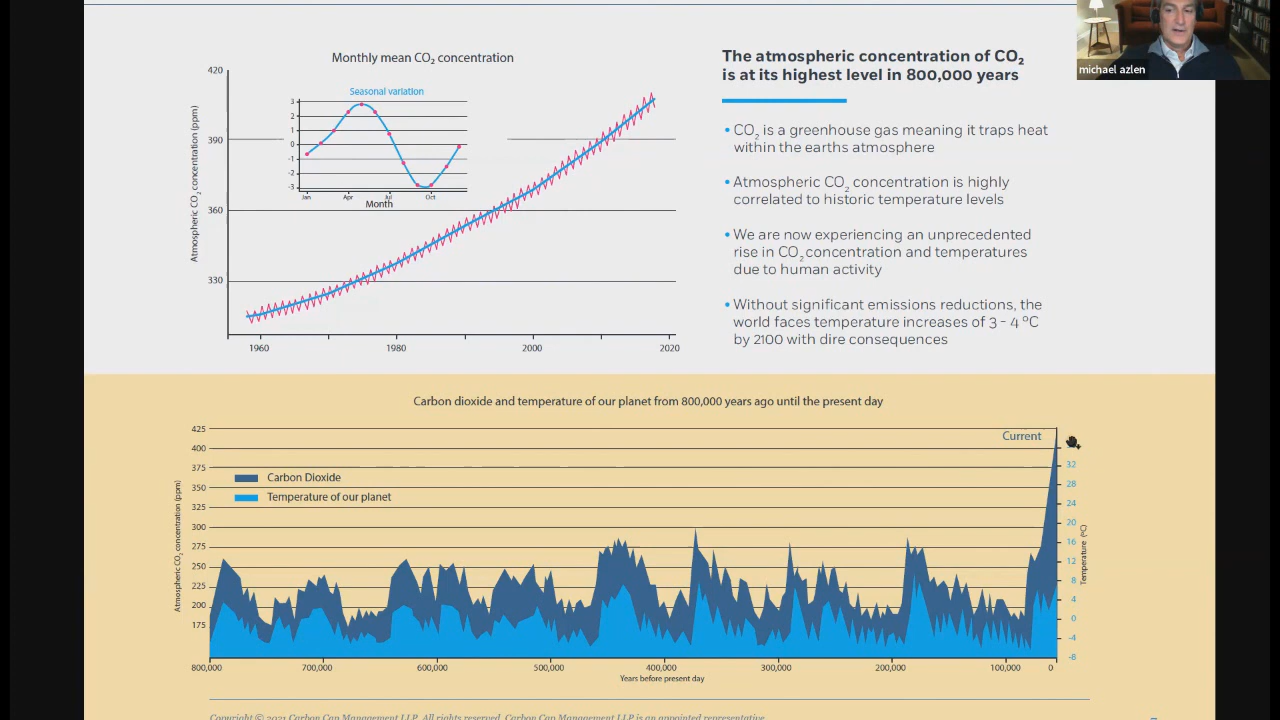 Monthly mean CO₂ concentration
420
390
360
330
Atmospheric CO₂ concentration (ppm)
1960
1980
2000
2020
Seasonal variation
3
2
1
0
-1
-2
-3
Jan
Apr
Jul
Oct
Month
The atmospheric concentration of CO₂
is at its highest level in 800,000 years
• CO₂ is a greenhouse gas meaning it traps heat
within the earths atmosphere
• Atmospheric CO₂ concentration is highly
correlated to historic temperature levels
• We are now experiencing an unprecedented
rise in CO₂ concentration and temperatures
due to human activity
• Without significant emissions reductions, the
world faces temperature increases of 3 - 4 ºC
by 2100 with dire consequences
michael azlen
Carbon dioxide and temperature of our planet from 800,000 years ago until the present day
425
400
375
350
325
300
275
250
225
200
175
Atmospheric CO₂ concentration (ppm)
Carbon Dioxide
Temperature of our planet
Current
32
28
24
20
16
12
8
4
0
-4
-8
Temperature (ºC)
800,000
700,000
600,000
500,000
400,000
300,000
200,000
100,000
0
Years before present day
Copyright © 2021 Carbon Cap Management LLP. All rights reserved. Carbon Cap Management LLP is an appointed representative